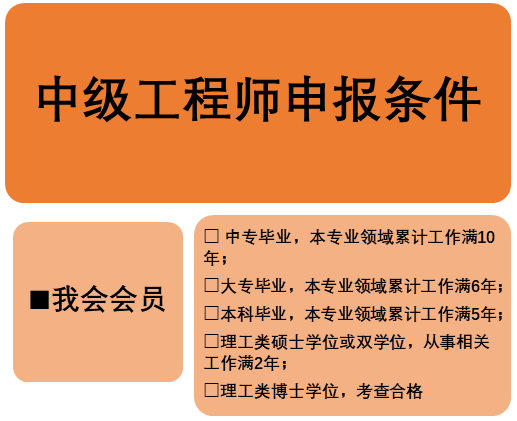 中级工程师申报条件
■我会会员
□ 中专毕业，本专业领域累计工作满10
年；
□大专毕业，本专业领域累计工作满6年；
□本科毕业，本专业领域累计工作满5年；
□理工类硕士学位或双学位，从事相关
工作满2年；
□理工类博士学位，考查合格